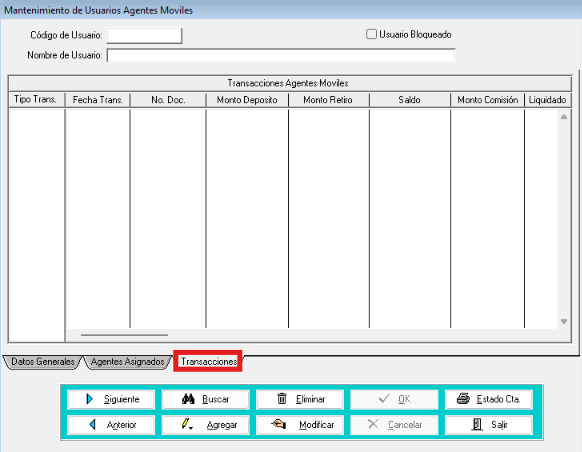 Mantenimiento de Usuarios Agentes Moviles
Código de Usuario:
Usuario Bloqueado
Nombre de Usuario:
Transacciones Agentes Moviles
Tipo Trans. Fecha Trans. No. Doc. Monto Deposito Monto Retiro Saldo Monto Comisión Liquidado
Datos Generales Agentes Asignados Transacciones
Siguiente Buscar Eliminar OK Estado Cta.
Anterior Agregar Modificar Cancelar Salir